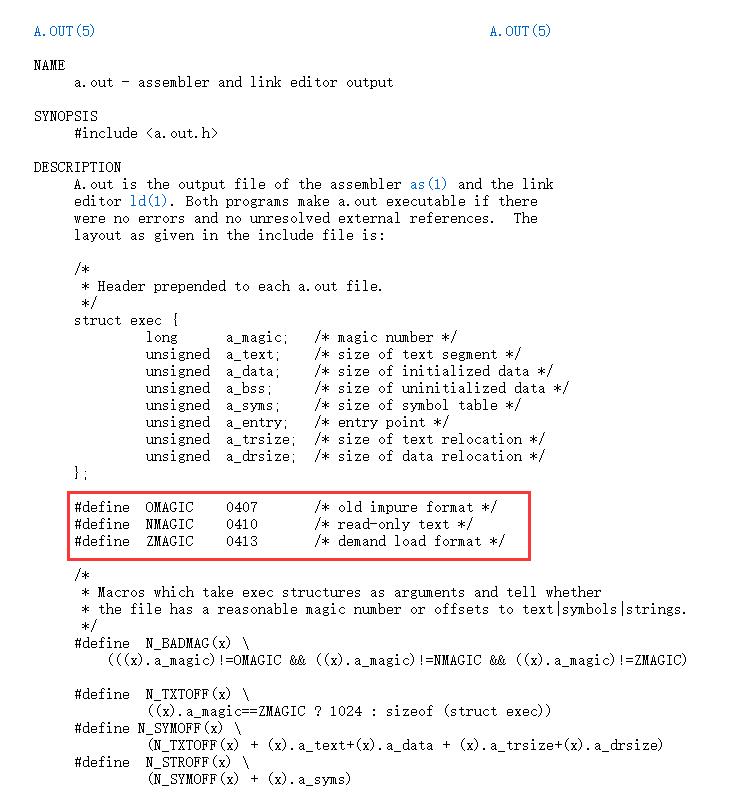 A.OUT(5) A.OUT(5)
NAME
a.out - assembler and link editor output
SYNOPSIS
#include <a.out.h>
DESCRIPTION
A.out is the output file of the assembler as(1) and the link
editor ld(1). Both programs make a.out executable if there
were no errors and no unresolved external references. The
layout as given in the include file is:
/*
* Header prepended to each a.out file.
*/
struct exec {
long a_magic; /* magic number */
unsigned a_text; /* size of text segment */
unsigned a_data; /* size of initialized data */
unsigned a_bss; /* size of uninitialized data */
unsigned a_syms; /* size of symbol table */
unsigned a_entry; /* entry point */
unsigned a_trsize; /* size of text relocation */
unsigned a_drsize; /* size of data relocation */
};
#define OMAGIC 0407 /* old impure format */
#define NMAGIC 0410 /* read-only text */
#define ZMAGIC 0413 /* demand load format */
/*
* Macros which take exec structures as arguments and tell whether
* the file has a reasonable magic number or offsets to text|symbols|strings.
*/
#define N_BADMAG(x) \
(((x).a_magic)!=OMAGIC && ((x).a_magic)!=NMAGIC && ((x).a_magic)!=ZMAGIC)
#define N_TXTOFF(x) \
((x).a_magic==ZMAGIC ? 1024 : sizeof (struct exec))
#define N_SYMOFF(x) \
(N_TXTOFF(x) + (x).a_text+(x).a_data + (x).a_trsize+(x).a_drsize)
#define N_STROFF(x) \
(N_SYMOFF(x) + (x).a_syms)